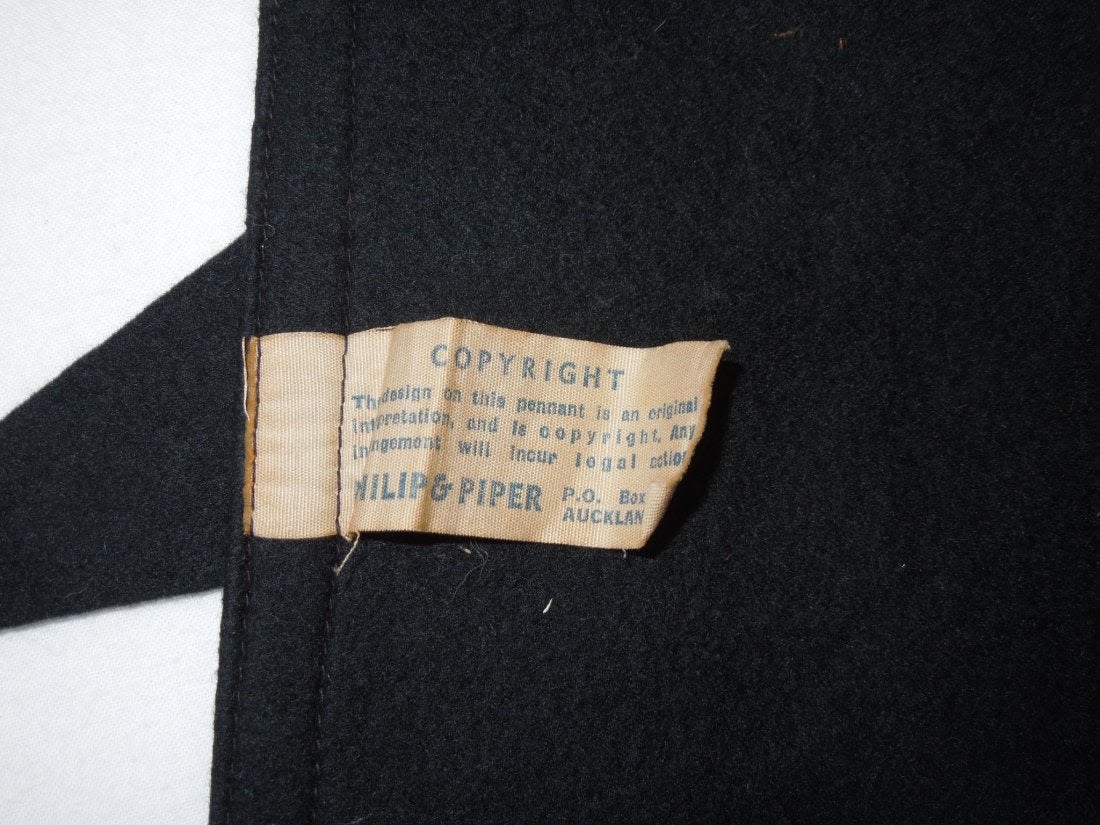 COPYRIGHT
The design on this pennant is an original
interpretation, and is copyright. Any
infringement will incur legal action
HILIP & PIPER P.O. Box
AUCKLAN